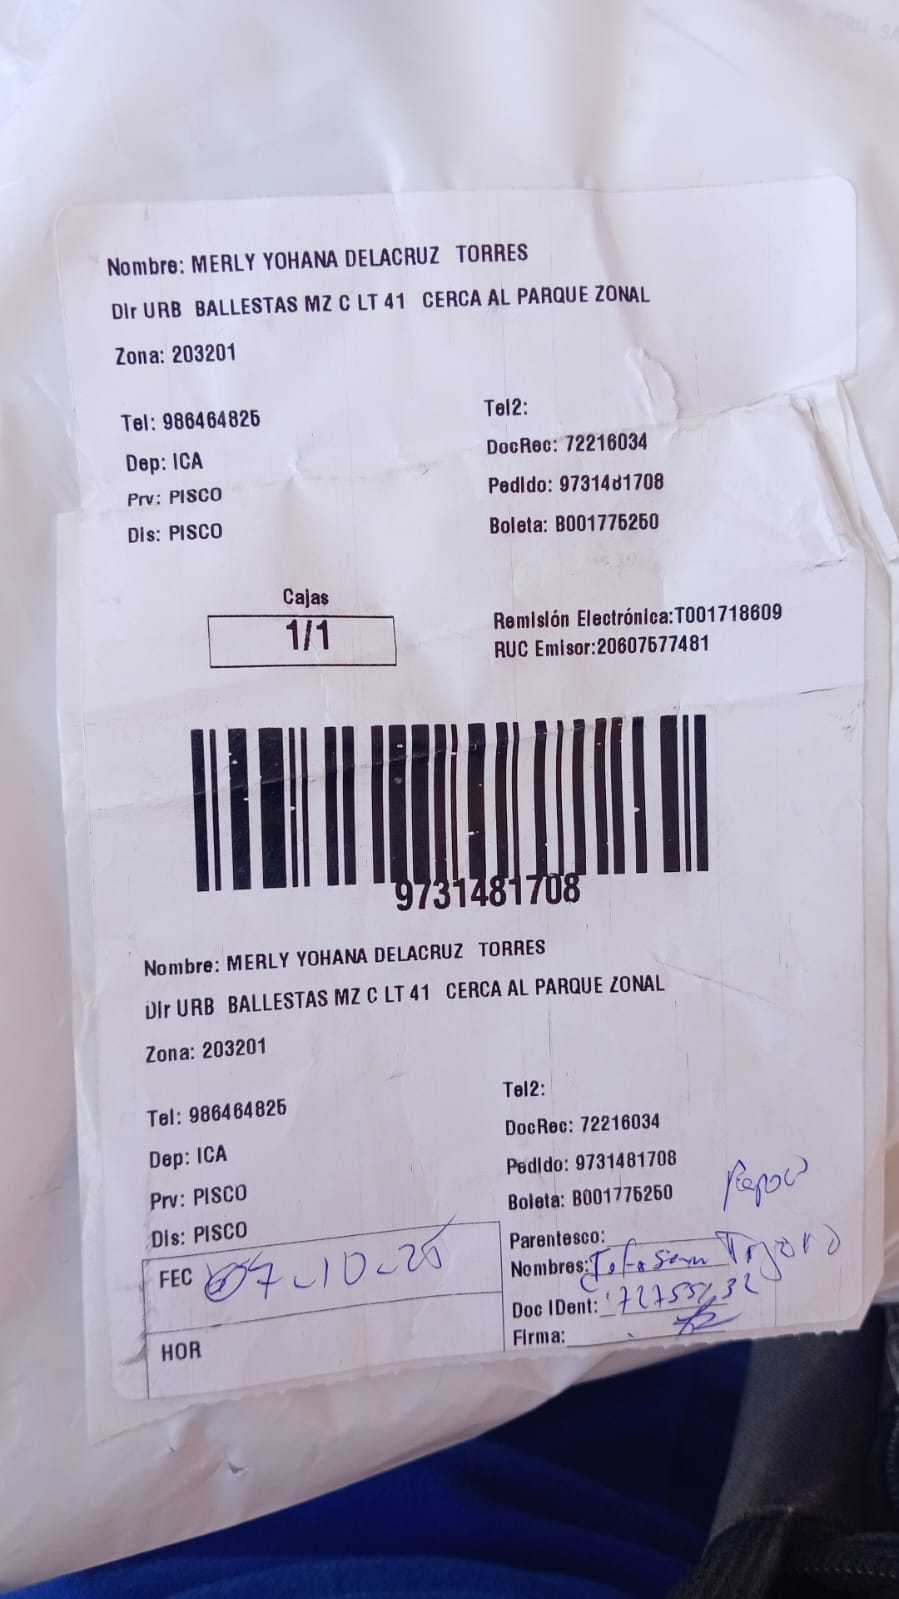 Nombre: MERLY YOHANA DELACRUZ TORRES
Dir URB BALLESTAS MZ C LT 41 CERCA AL PARQUE ZONAL
Zona: 203201
Tel: 986464825
Tel2:
Dep: ICA
DocRec: 72216034
Prv: PISCO
Pedido: 9731481708
Dis: PISCO
Boleta: B001775250
Cajas
1/1
Remisión Electrónica:T001718609
RUC Emisor:20607577481
9731481708
Nombre: MERLY YOHANA DELACRUZ TORRES
Dir URB BALLESTAS MZ C LT 41 CERCA AL PARQUE ZONAL
Zona: 203201
Tel: 986464825
Tel2:
Dep: ICA
DocRec: 72216034
Prv: PISCO
Pedido: 9731481708
Dis: PISCO
Boleta: B001775250
Parentesco:
FEC 07-10-25
Nombres:
Doc IDent:
HOR
Firma: